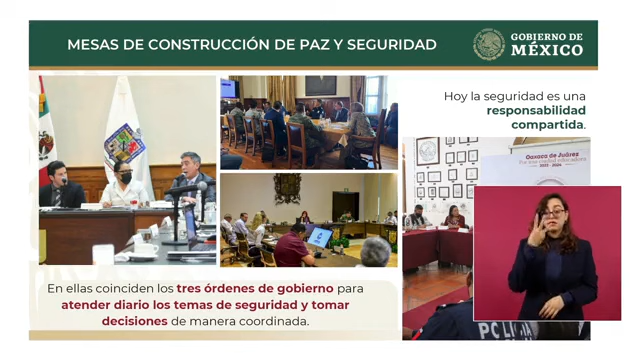 MESAS DE CONSTRUCCIÓN DE PAZ Y SEGURIDAD
GOBIERNO DE
MÉXICO
Hoy la seguridad es una
responsabilidad
compartida.
Oaxaca de Juárez
2022 - 2024
En ellas coinciden los tres órdenes de gobierno para
atender diario los temas de seguridad y tomar
decisiones de manera coordinada.